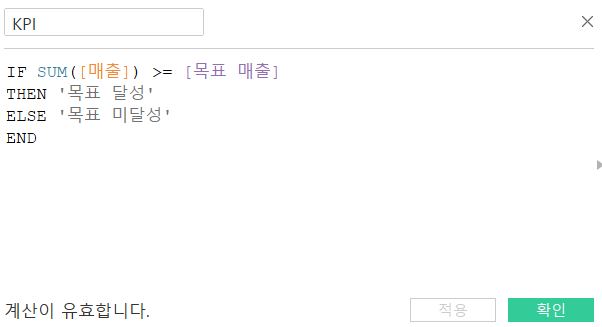 KPI
IF SUM([매출]) >= [목표 매출]
THEN '목표 달성'
ELSE '목표 미달성'
END
계산이 유효합니다.
적용
확인